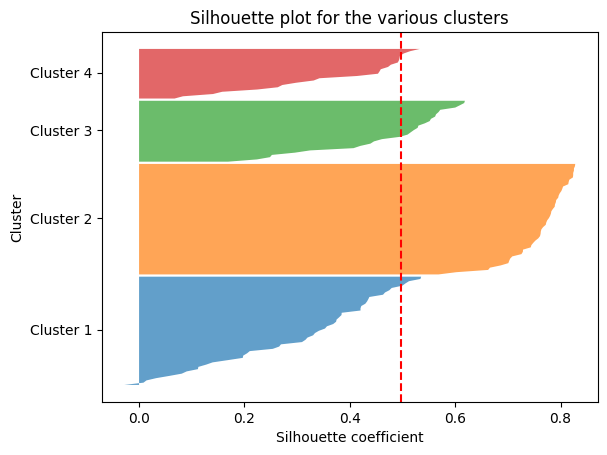 Silhouette plot for the various clusters
Cluster 4
Cluster 3
Cluster 2
Cluster 1
Cluster
0.0 0.2 0.4 0.6 0.8
Silhouette coefficient